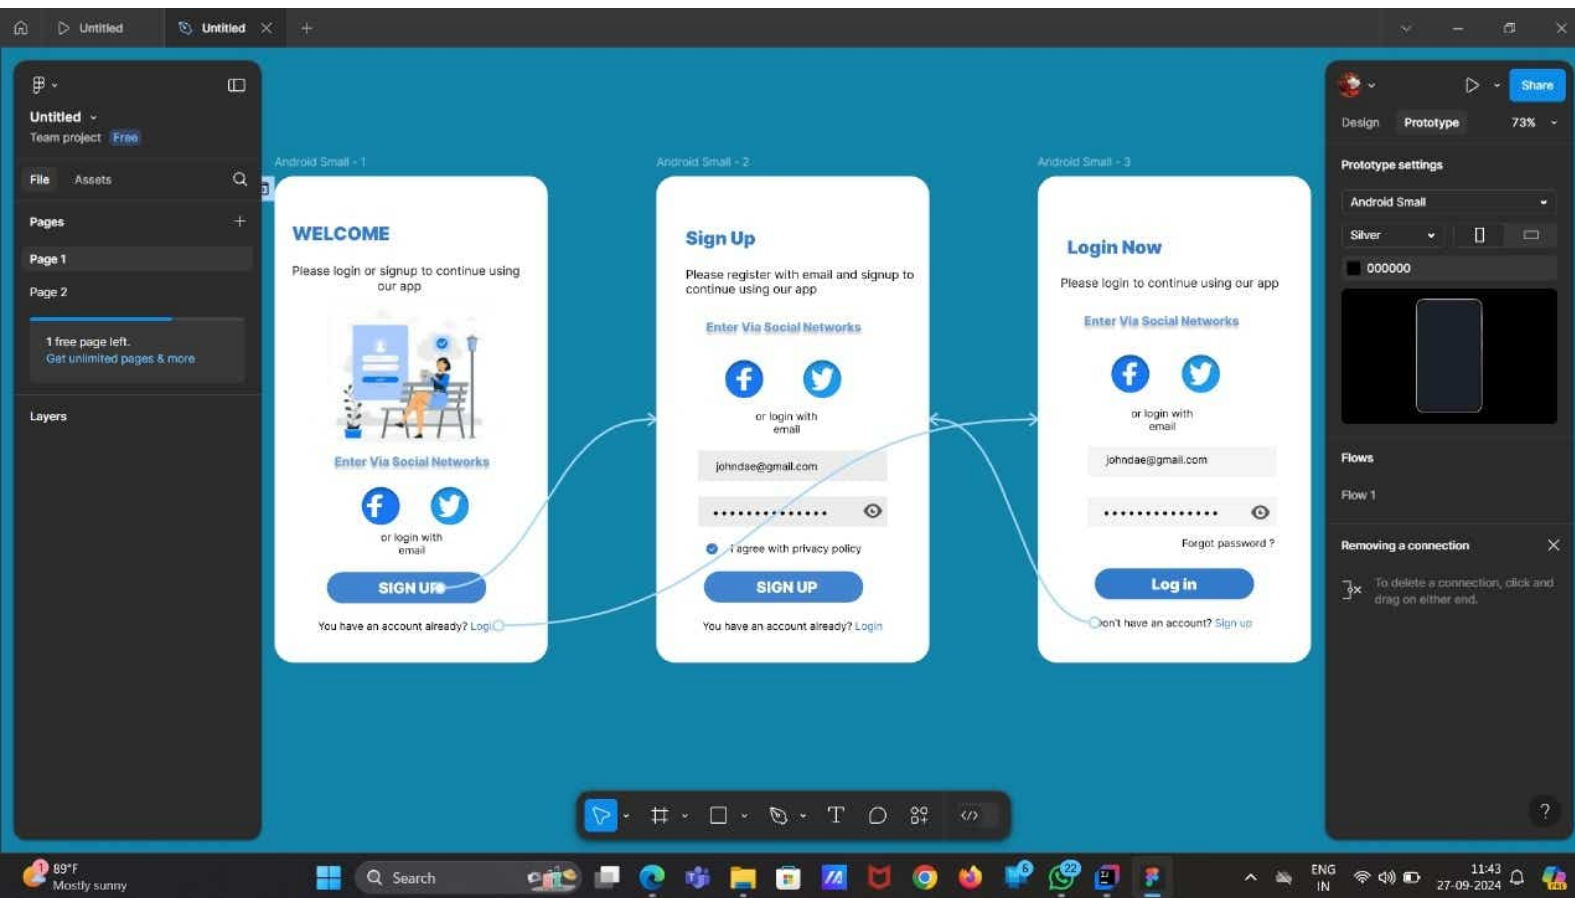 Untitled
Untitled
Untitled
Team project Free
File Assets
Pages
Page 1
Page 2
1 free page left.
Get unlimited pages & more
Layers
Android Small - 1
WELCOME
Please login or signup to continue using
our app
Enter Via Social Networks
or login with
email
SIGN UP
You have an account already? Login
Android Small - 2
Sign Up
Please register with email and signup to
continue using our app
Enter Via Social Networks
or login with
email
johndae@gmail.com
••••••••••••••
I agree with privacy policy
SIGN UP
You have an account already? Login
Android Small - 3
Login Now
Please login to continue using our app
Enter Via Social Networks
or login with
email
johndae@gmail.com
••••••••••••••
Forgot password ?
Log in
Don't have an account? Sign up
Share
Design Prototype 73%
Prototype settings
Android Small
Silver
000000
Flows
Flow 1
Removing a connection
To delete a connection, click and
drag on either end.
?
1
89°F
Mostly sunny
Search
6
22
ENG
IN
11:43
27-09-2024